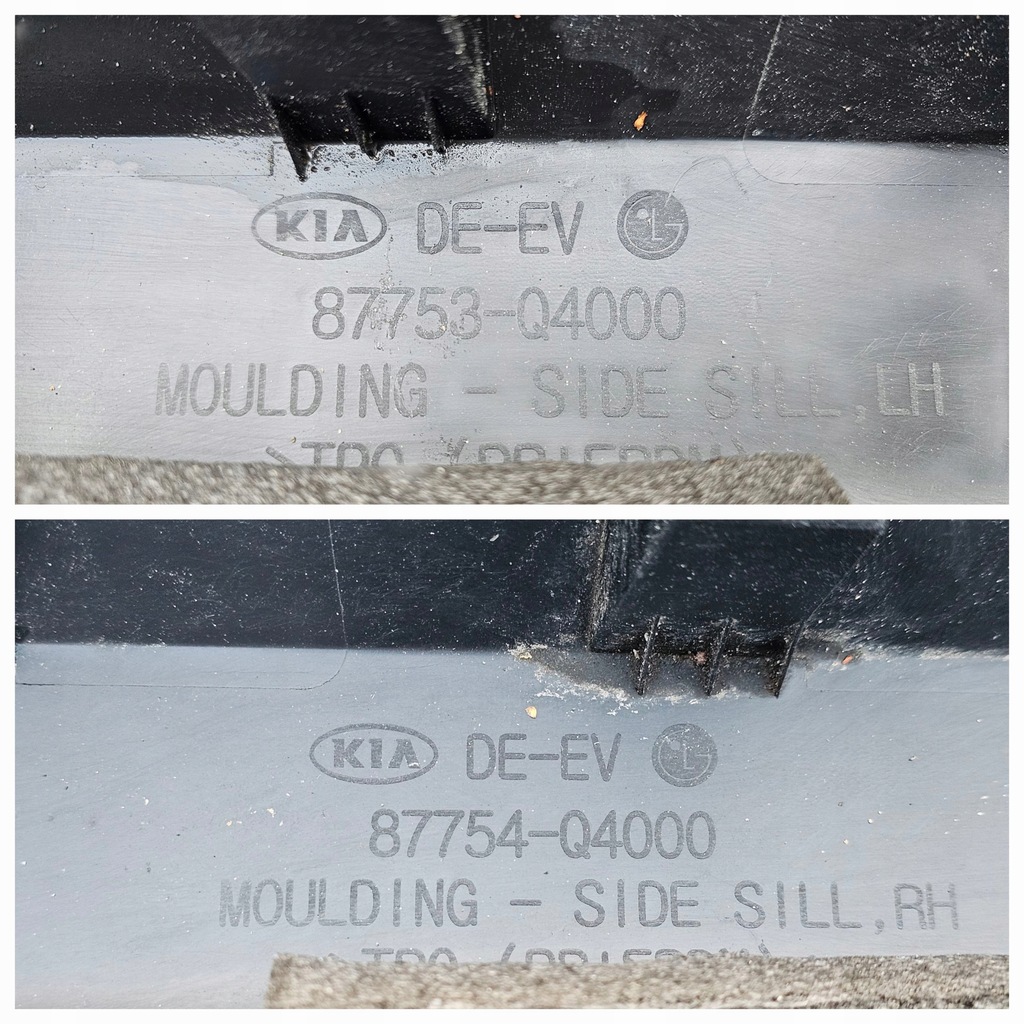 KIA DE-EV LG
87753-Q4000
MOULDING - SIDE SILL,LH
KIA DE-EV LG
87754-Q4000
MOULDING - SIDE SILL,RH